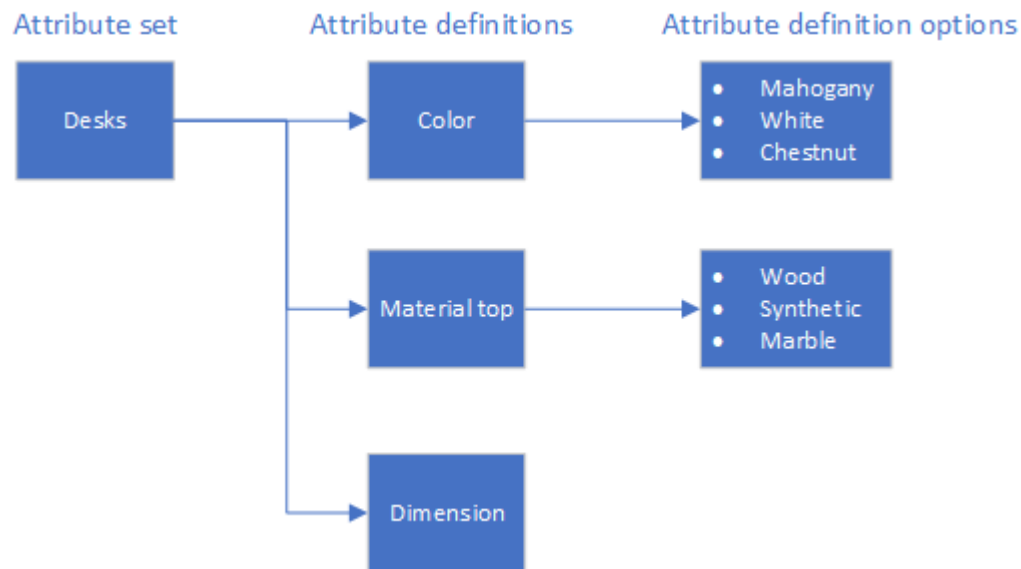 Attribute set
Attribute definitions
Attribute definition options
Desks
Color
• Mahogany
• White
• Chestnut
Material top
• Wood
• Synthetic
• Marble
Dimension